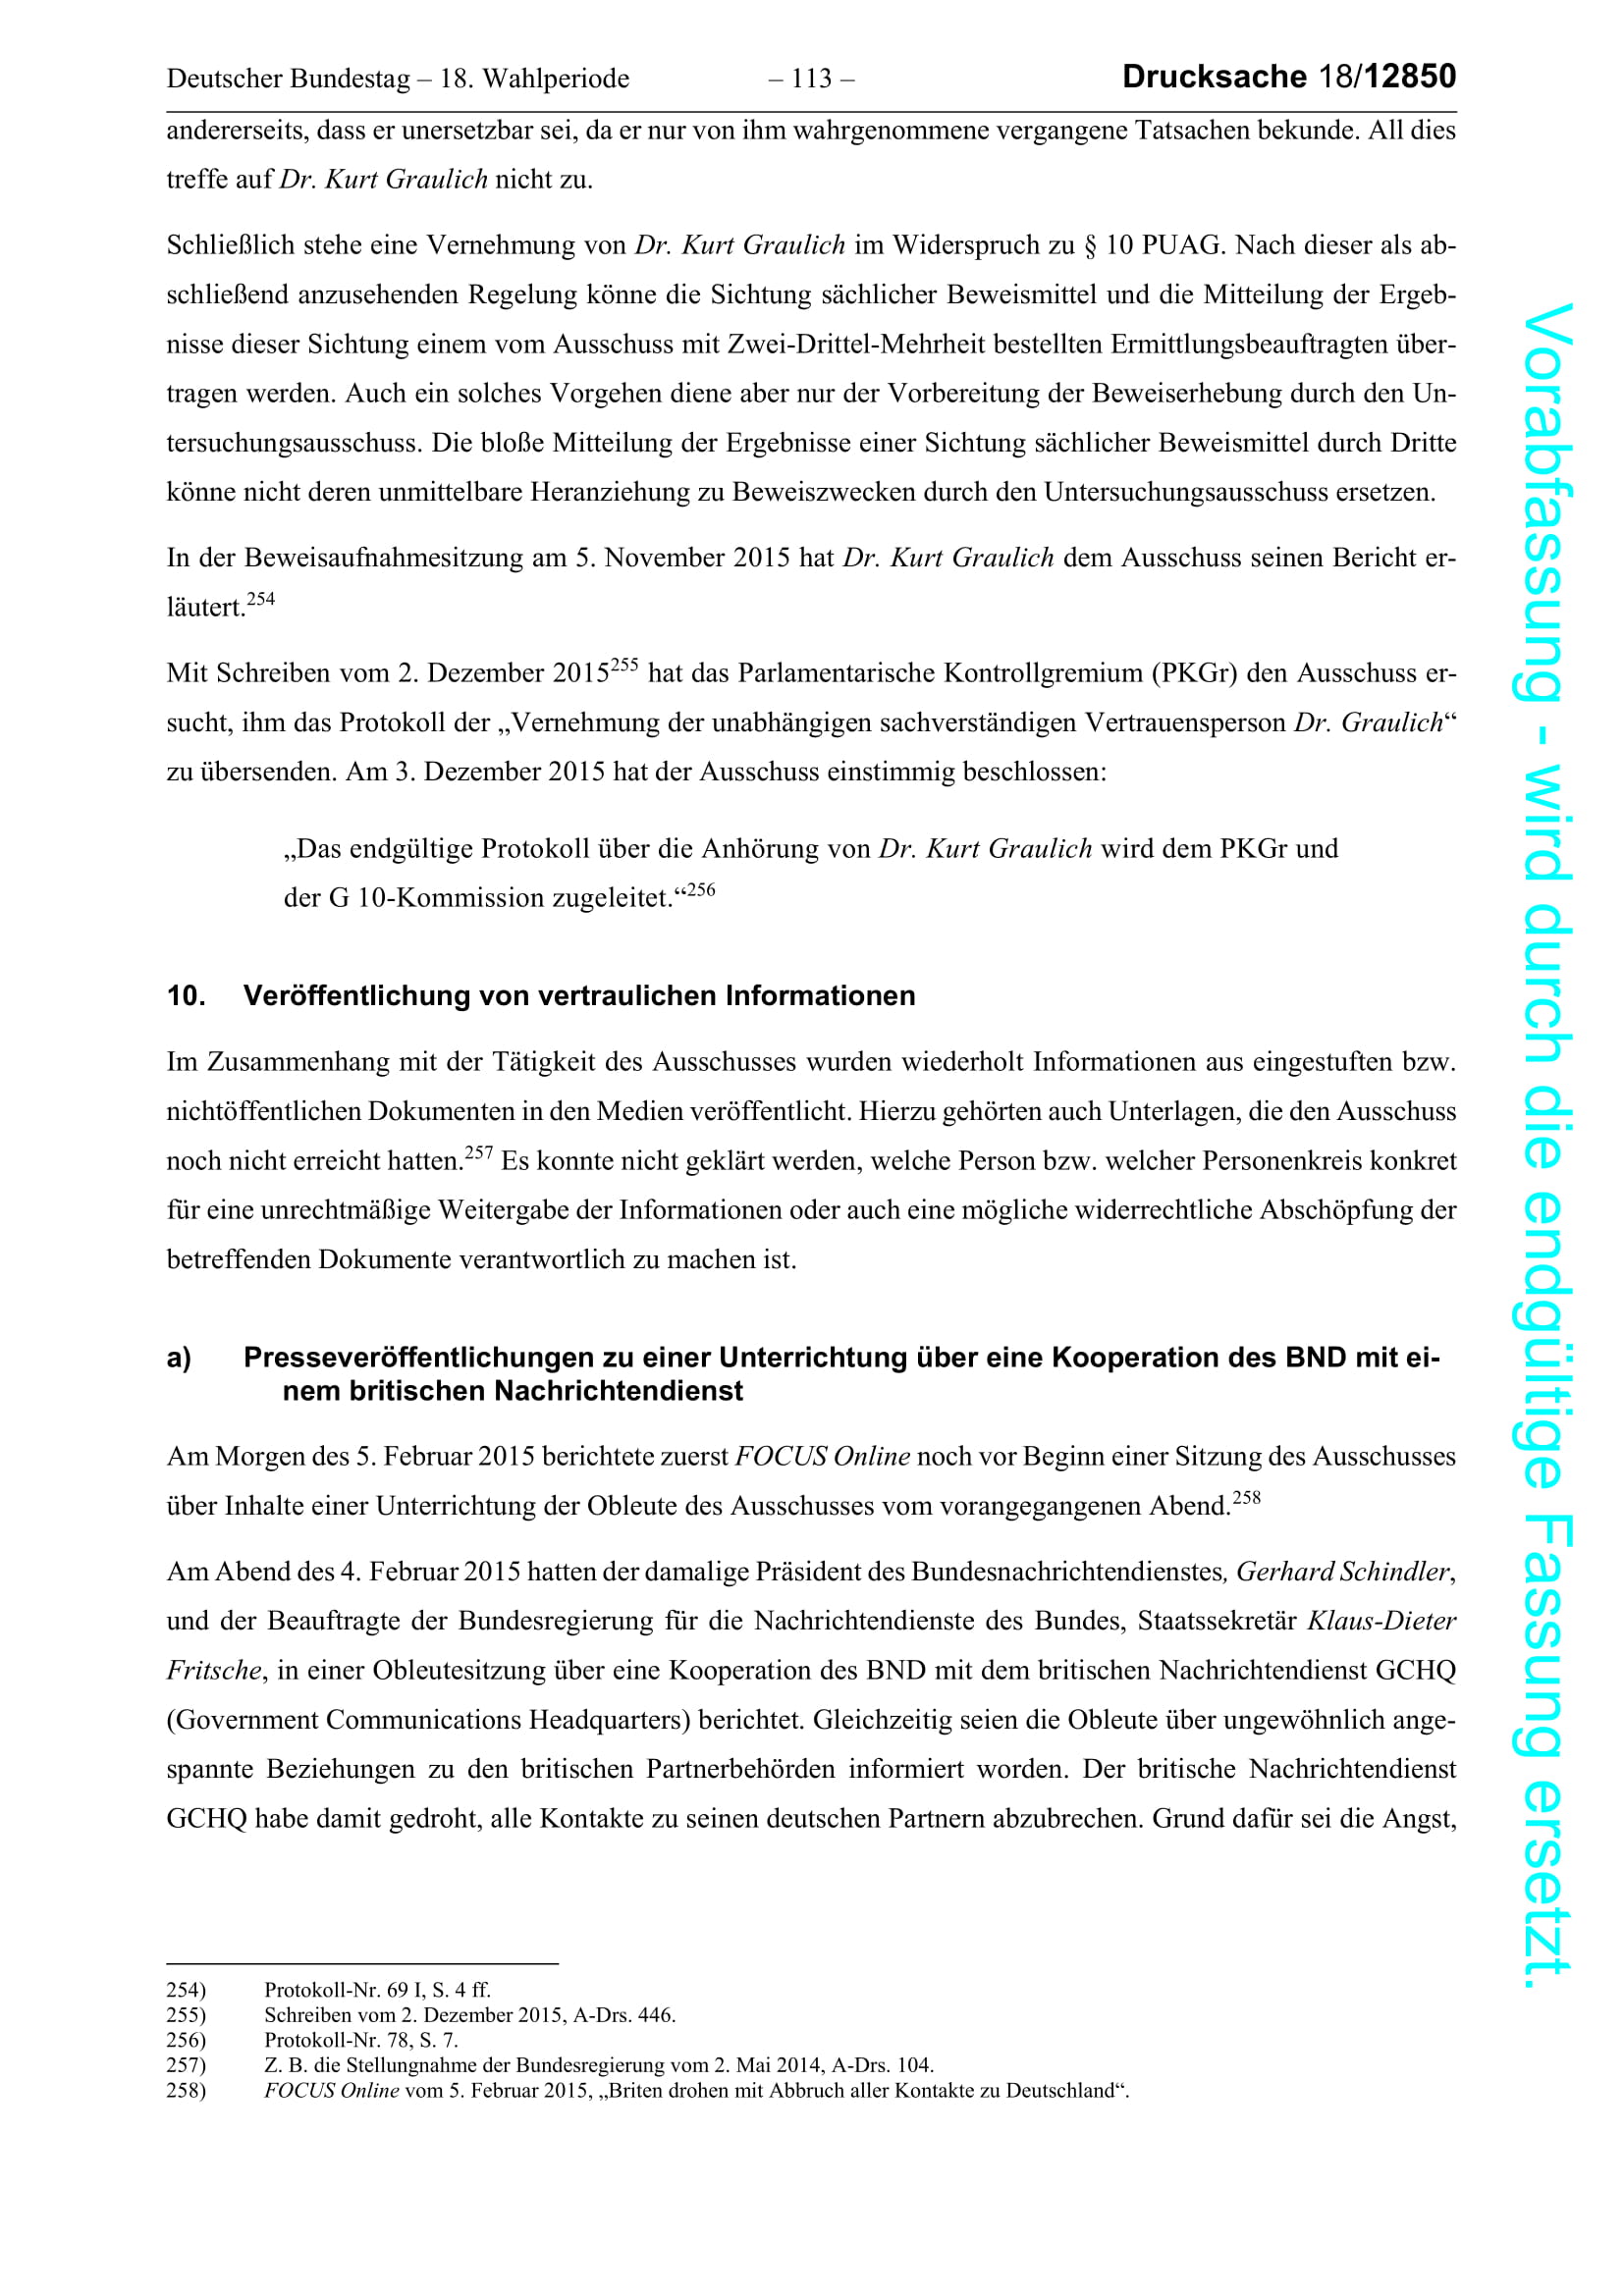 Deutscher Bundestag – 18. Wahlperiode – 113 – Drucksache 18/12850
andererseits, dass er unersetzbar sei, da er nur von ihm wahrgenommene vergangene Tatsachen bekunde. All dies
treffe auf Dr. Kurt Graulich nicht zu.
Schließlich stehe eine Vernehmung von Dr. Kurt Graulich im Widerspruch zu § 10 PUAG. Nach dieser als ab-
schließend anzusehenden Regelung könne die Sichtung sächlicher Beweismittel und die Mitteilung der Ergeb-
nisse dieser Sichtung einem vom Ausschuss mit Zwei-Drittel-Mehrheit bestellten Ermittlungsbeauftragten über-
tragen werden. Auch ein solches Vorgehen diene aber nur der Vorbereitung der Beweiserhebung durch den Un-
tersuchungsausschuss. Die bloße Mitteilung der Ergebnisse einer Sichtung sächlicher Beweismittel durch Dritte
könne nicht deren unmittelbare Heranziehung zu Beweiszwecken durch den Untersuchungsausschuss ersetzen.
In der Beweisaufnahmesitzung am 5. November 2015 hat Dr. Kurt Graulich dem Ausschuss seinen Bericht er-
läutert.254
Mit Schreiben vom 2. Dezember 2015255 hat das Parlamentarische Kontrollgremium (PKGr) den Ausschuss er-
sucht, ihm das Protokoll der „Vernehmung der unabhängigen sachverständigen Vertrauensperson Dr. Graulich“
zu übersenden. Am 3. Dezember 2015 hat der Ausschuss einstimmig beschlossen:
„Das endgültige Protokoll über die Anhörung von Dr. Kurt Graulich wird dem PKGr und
der G 10-Kommission zugeleitet.“256
10. Veröffentlichung von vertraulichen Informationen
Im Zusammenhang mit der Tätigkeit des Ausschusses wurden wiederholt Informationen aus eingestuften bzw.
nichtöffentlichen Dokumenten in den Medien veröffentlicht. Hierzu gehörten auch Unterlagen, die den Ausschuss
noch nicht erreicht hatten.257 Es konnte nicht geklärt werden, welche Person bzw. welcher Personenkreis konkret
für eine unrechtmäßige Weitergabe der Informationen oder auch eine mögliche widerrechtliche Abschöpfung der
betreffenden Dokumente verantwortlich zu machen ist.
a) Presseveröffentlichungen zu einer Unterrichtung über eine Kooperation des BND mit ei-
nem britischen Nachrichtendienst
Am Morgen des 5. Februar 2015 berichtete zuerst FOCUS Online noch vor Beginn einer Sitzung des Ausschusses
über Inhalte einer Unterrichtung der Obleute des Ausschusses vom vorangegangenen Abend.258
Am Abend des 4. Februar 2015 hatten der damalige Präsident des Bundesnachrichtendienstes, Gerhard Schindler,
und der Beauftragte der Bundesregierung für die Nachrichtendienste des Bundes, Staatssekretär Klaus-Dieter
Fritsche, in einer Obleutesitzung über eine Kooperation des BND mit dem britischen Nachrichtendienst GCHQ
(Government Communications Headquarters) berichtet. Gleichzeitig seien die Obleute über ungewöhnlich ange-
spannte Beziehungen zu den britischen Partnerbehörden informiert worden. Der britische Nachrichtendienst
GCHQ habe damit gedroht, alle Kontakte zu seinen deutschen Partnern abzubrechen. Grund dafür sei die Angst,
254) Protokoll-Nr. 69 I, S. 4 ff.
255) Schreiben vom 2. Dezember 2015, A-Drs. 446.
256) Protokoll-Nr. 78, S. 7.
257) Z. B. die Stellungnahme der Bundesregierung vom 2. Mai 2014, A-Drs. 104.
258) FOCUS Online vom 5. Februar 2015, „Briten drohen mit Abbruch aller Kontakte zu Deutschland“.
Vorabfassung - wird durch die endgültige Fassung ersetzt.